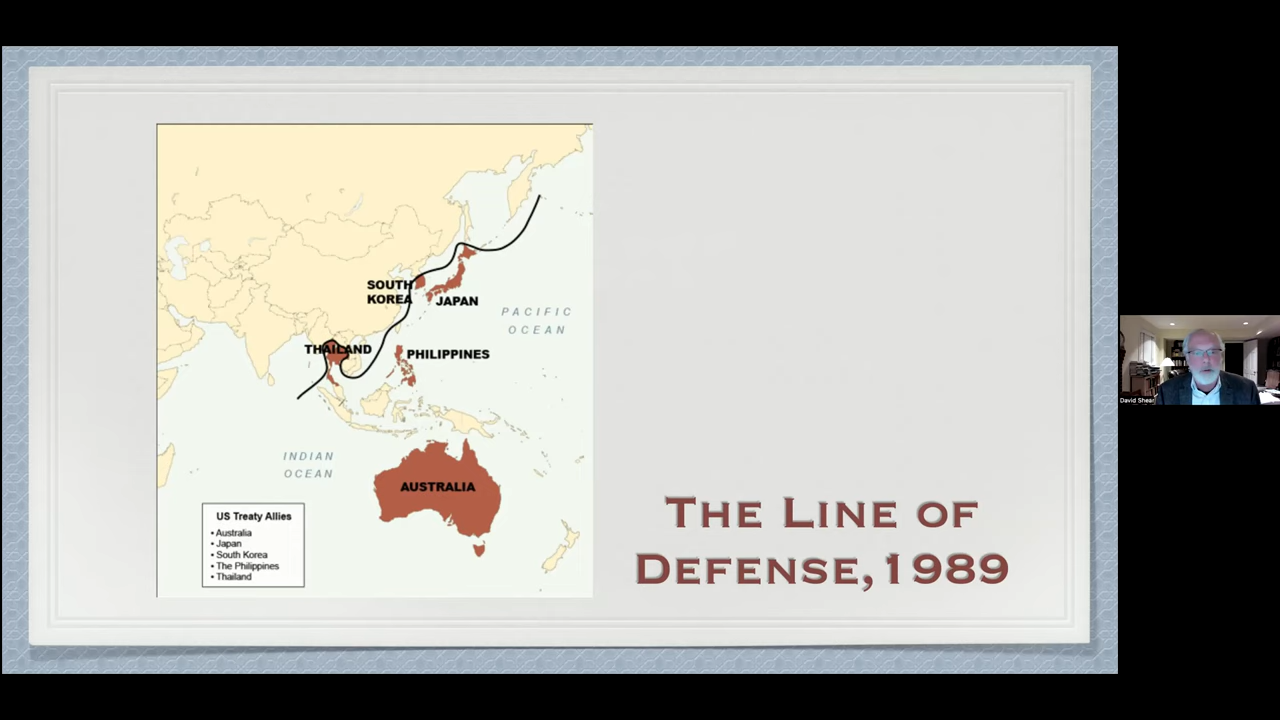 SOUTH
KOREA
JAPAN
PACIFIC
OCEAN
THAILAND
PHILIPPINES
INDIAN
OCEAN
AUSTRALIA
US Treaty Allies
• Australia
• Japan
• South Korea
• The Philippines
• Thailand
THE LINE OF
DEFENSE, 1989
David Shear